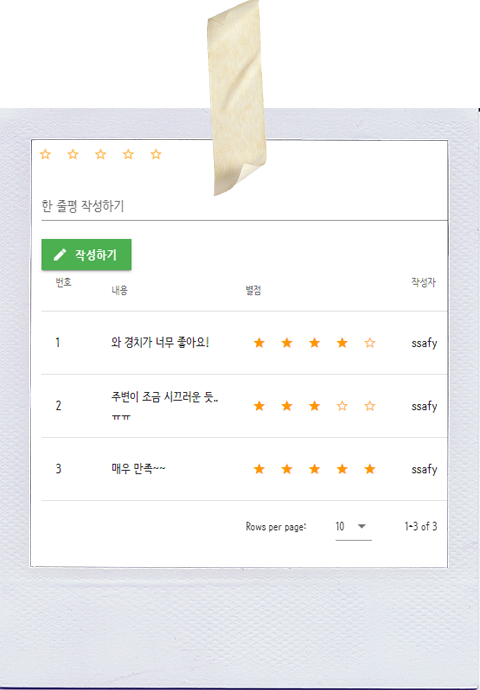 한 줄평 작성하기
작성하기
번호 내용 별점 작성자
1 와 경치가 너무 좋아요! ssafy
2 주변이 조금 시끄러운 듯.. ssafy
ㅠㅠ
3 매우 만족~~ ssafy
Rows per page: 10 1-3 of 3